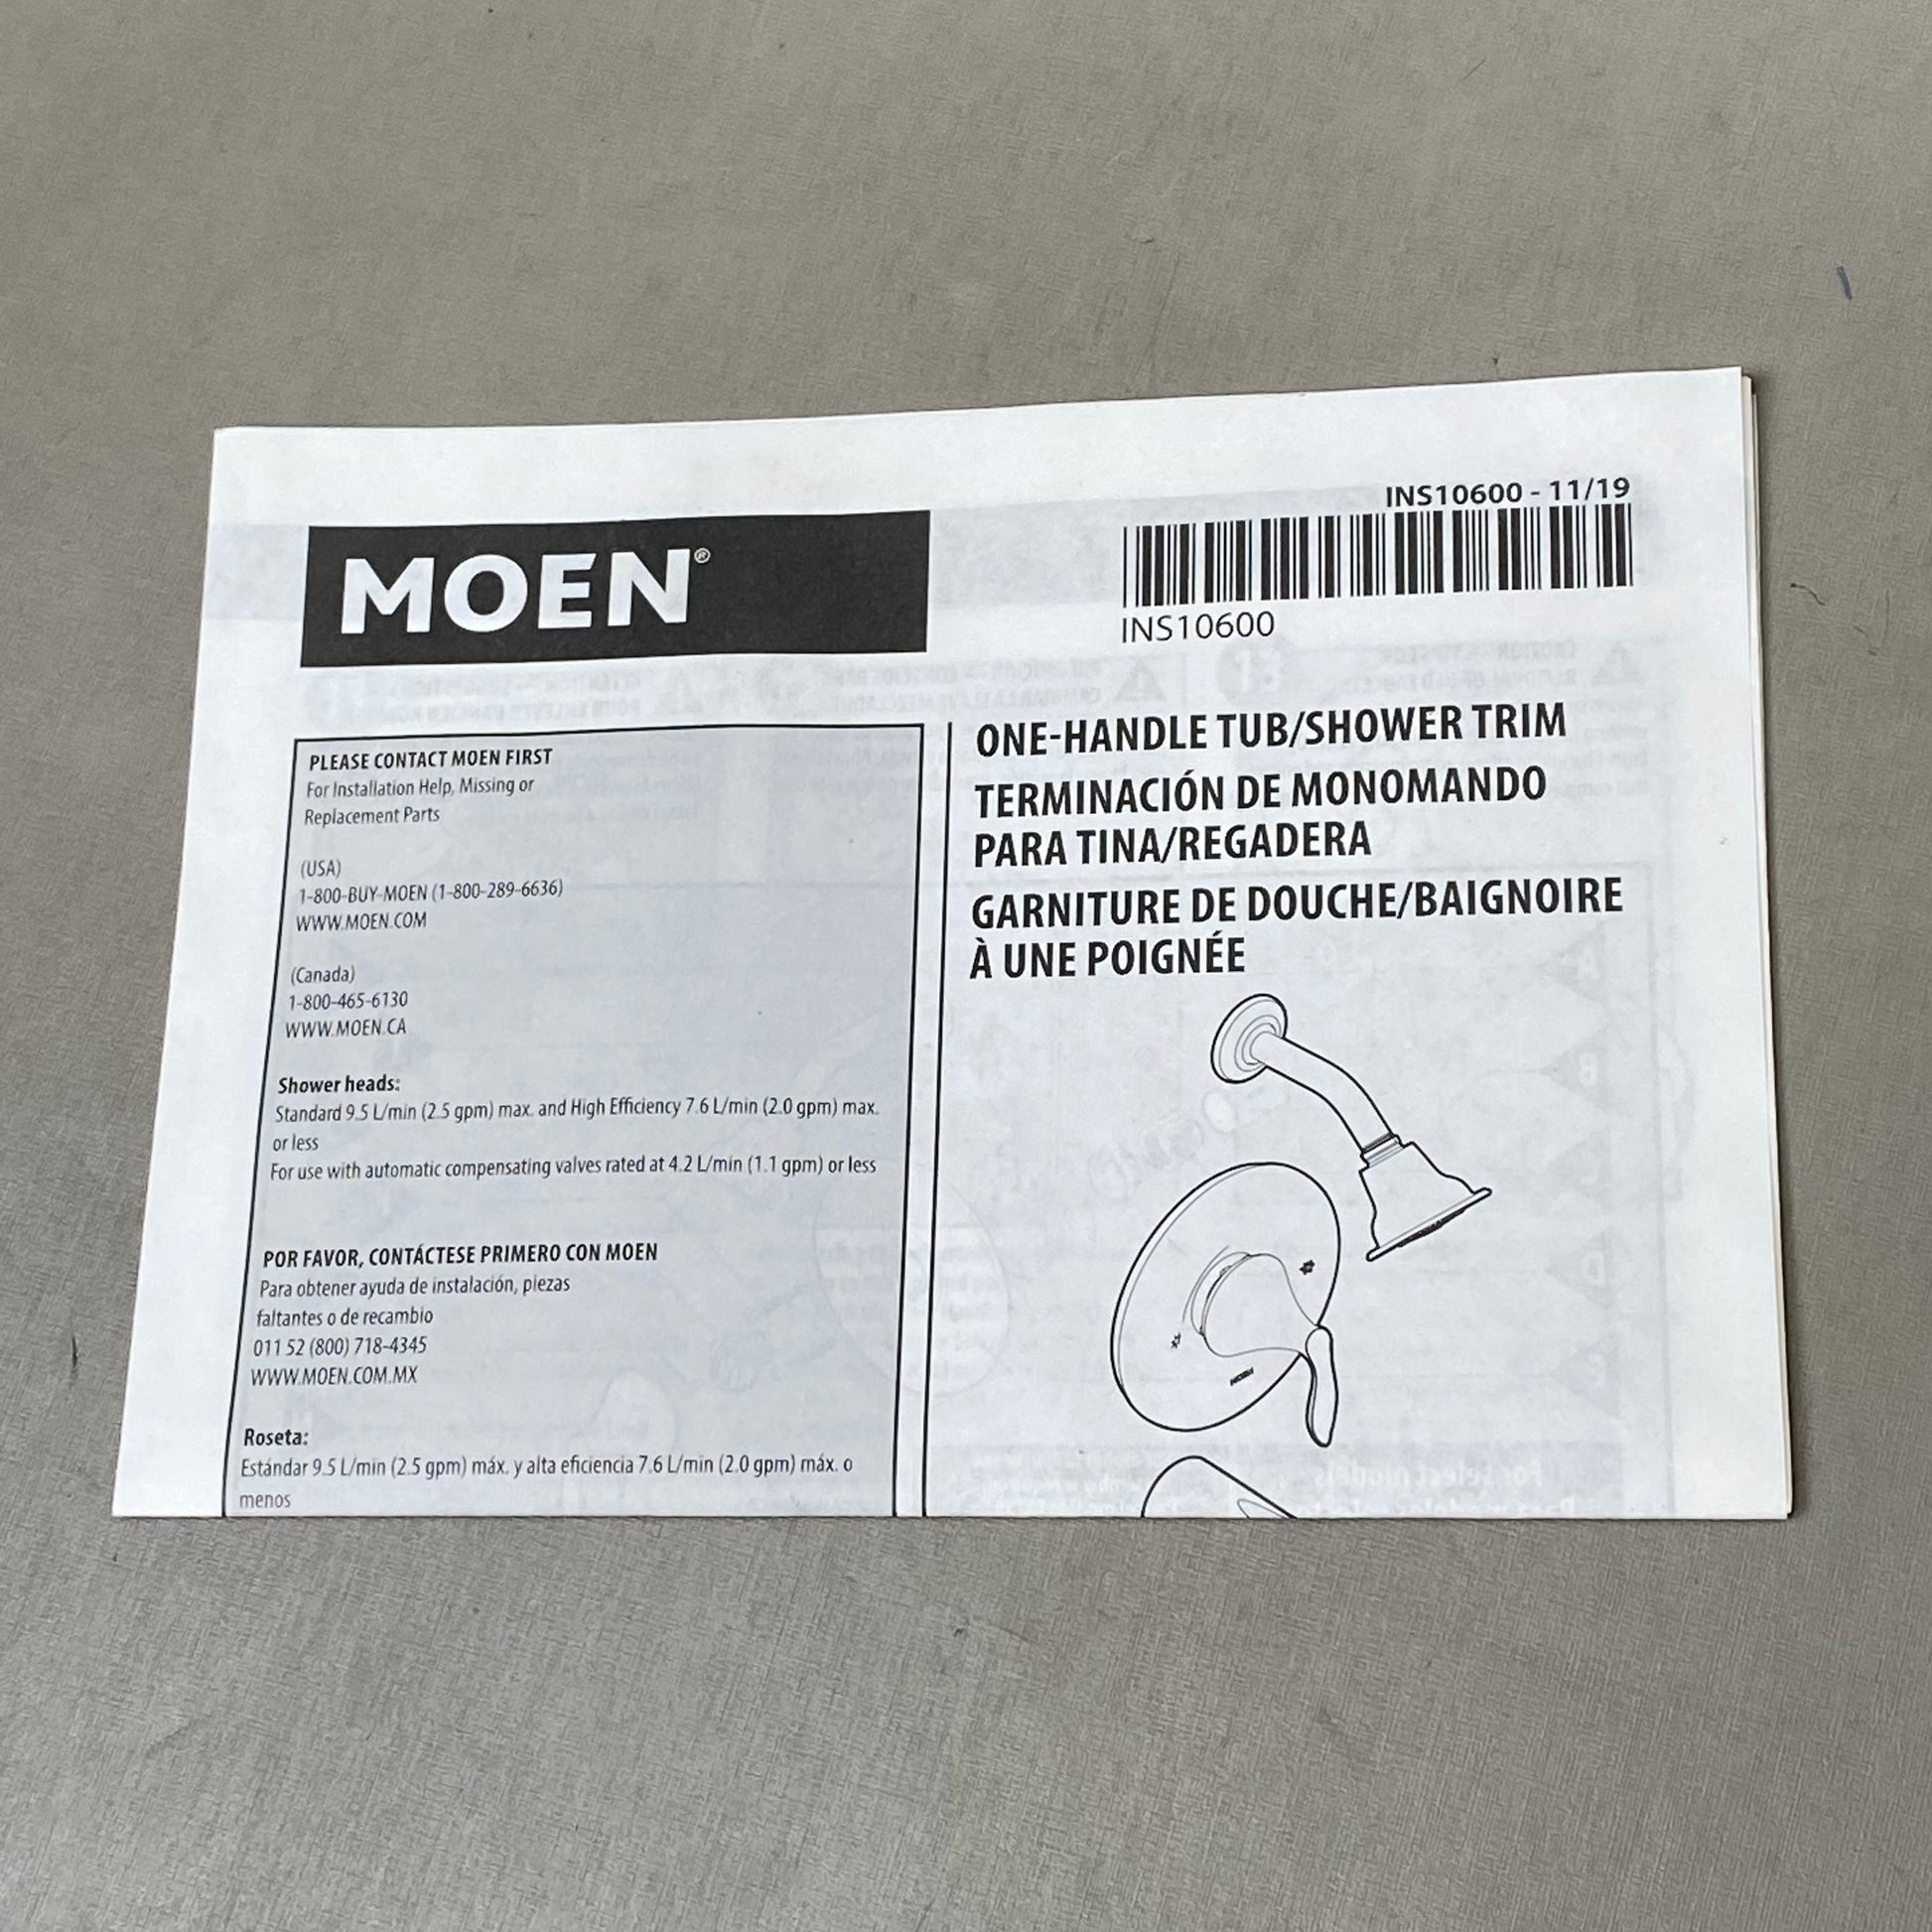 MOEN®
INS10600 - 11/19
INS10600
PLEASE CONTACT MOEN FIRST
For Installation Help, Missing or
Replacement Parts
(USA)
1-800-BUY-MOEN (1-800-289-6636)
WWW.MOEN.COM
(Canada)
1-800-465-6130
WWW.MOEN.CA
Shower heads:
Standard 9.5 L/min (2.5 gpm) max. and High Efficiency 7.6 L/min (2.0 gpm) max.
or less
For use with automatic compensating valves rated at 4.2 L/min (1.1 gpm) or less
POR FAVOR, CONTÁCTESE PRIMERO CON MOEN
Para obtener ayuda de instalación, piezas
faltantes o de recambio
011 52 (800) 718-4345
WWW.MOEN.COM.MX
Roseta:
Estándar 9.5 L/min (2.5 gpm) máx. y alta eficiencia 7.6 L/min (2.0 gpm) máx. o
menos
ONE-HANDLE TUB/SHOWER TRIM
TERMINACIÓN DE MONOMANDO
PARA TINA/REGADERA
GARNITURE DE DOUCHE/BAIGNOIRE
À UNE POIGNÉE
MOEN